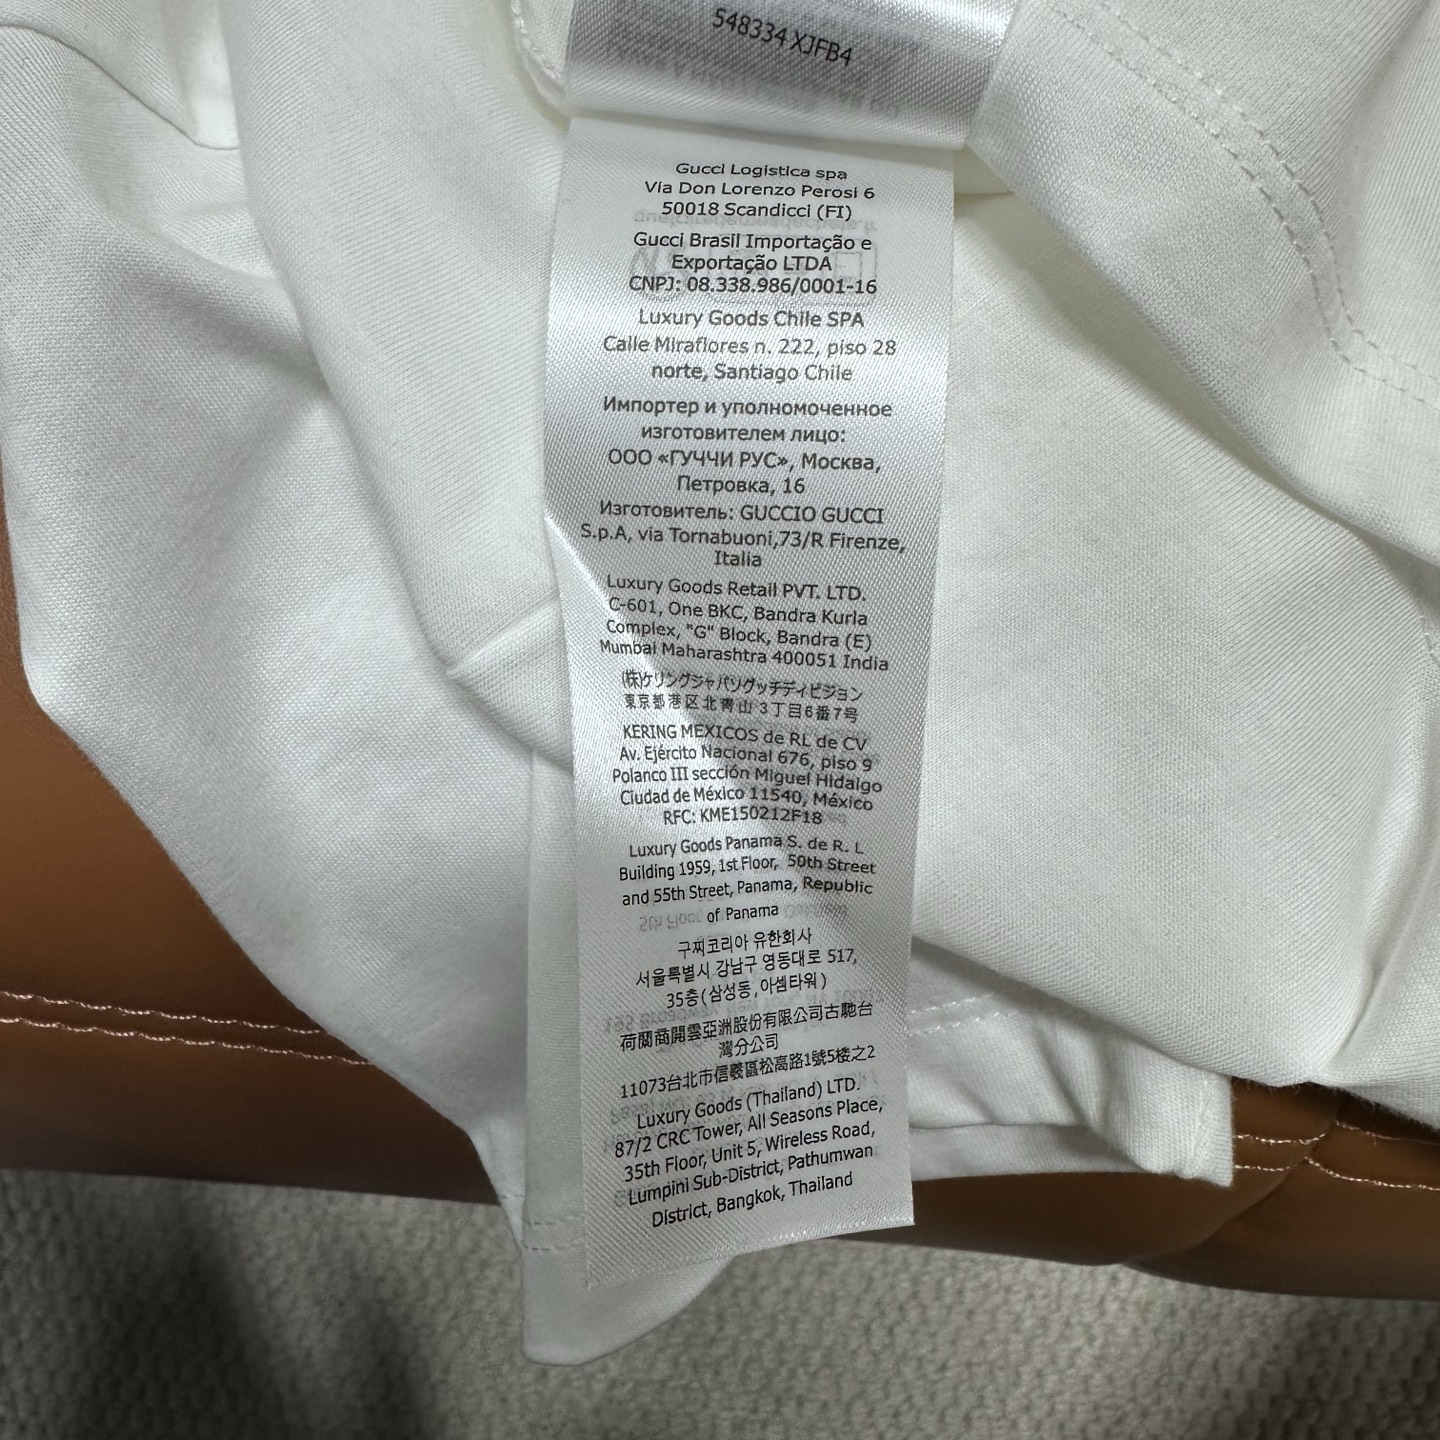 548334 XJFB4
Gucci Logistica spa
Via Don Lorenzo Perosi 6
50018 Scandicci (FI)
Gucci Brasil Importação e
Exportação LTDA
CNPJ: 08.338.986/0001-16
Luxury Goods Chile SPA
Calle Miraflores n. 222, piso 28
norte, Santiago Chile
Импортер и уполномоченное
изготовителем лицо:
ООО «ГУЧЧИ РУС», Москва,
Петровка, 16
Изготовитель: GUCCIO GUCCI
S.p.A, via Tornabuoni,73/R Firenze,
Italia
Luxury Goods Retail PVT. LTD.
C-601, One BKC, Bandra Kurla
Complex, "G" Block, Bandra (E)
Mumbai Maharashtra 400051 India
(株)ケリングジャパングッチディビジョン
東京都港区北青山3丁目6番7号
KERING MEXICOS de RL de CV
Av. Ejército Nacional 676, piso 9
Polanco III sección Miguel Hidalgo
Ciudad de México 11540, México
RFC: KME150212F18
Luxury Goods Panama S. de R. L
Building 1959, 1st Floor, 50th Street
and 55th Street, Panama, Republic
of Panama
구찌코리아 유한회사
서울특별시 강남구 영동대로 517,
35층(삼성동,아셈타워)
荷蘭商開雲亞洲股份有限公司古馳台
灣分公司
11073台北市信義區松高路1號5楼之2
Luxury Goods (Thailand) LTD.
87/2 CRC Tower, All Seasons Place,
35th Floor, Unit 5, Wireless Road,
Lumpini Sub-District, Pathumwan
District, Bangkok, Thailand